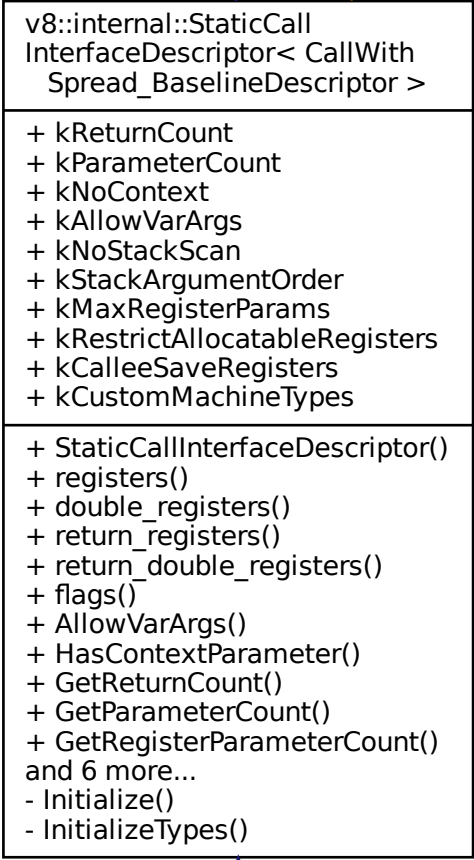 v8::internal::StaticCall
InterfaceDescriptor< CallWith
Spread_BaselineDescriptor >
+ kReturnCount
+ kParameterCount
+ kNoContext
+ kAllowVarArgs
+ kNoStackScan
+ kStackArgumentOrder
+ kMaxRegisterParams
+ kRestrictAllocatableRegisters
+ kCalleeSaveRegisters
+ kCustomMachineTypes
+ StaticCallInterfaceDescriptor()
+ registers()
+ double_registers()
+ return_registers()
+ return_double_registers()
+ flags()
+ AllowVarArgs()
+ HasContextParameter()
+ GetReturnCount()
+ GetParameterCount()
+ GetRegisterParameterCount()
and 6 more...
- Initialize()
- InitializeTypes()